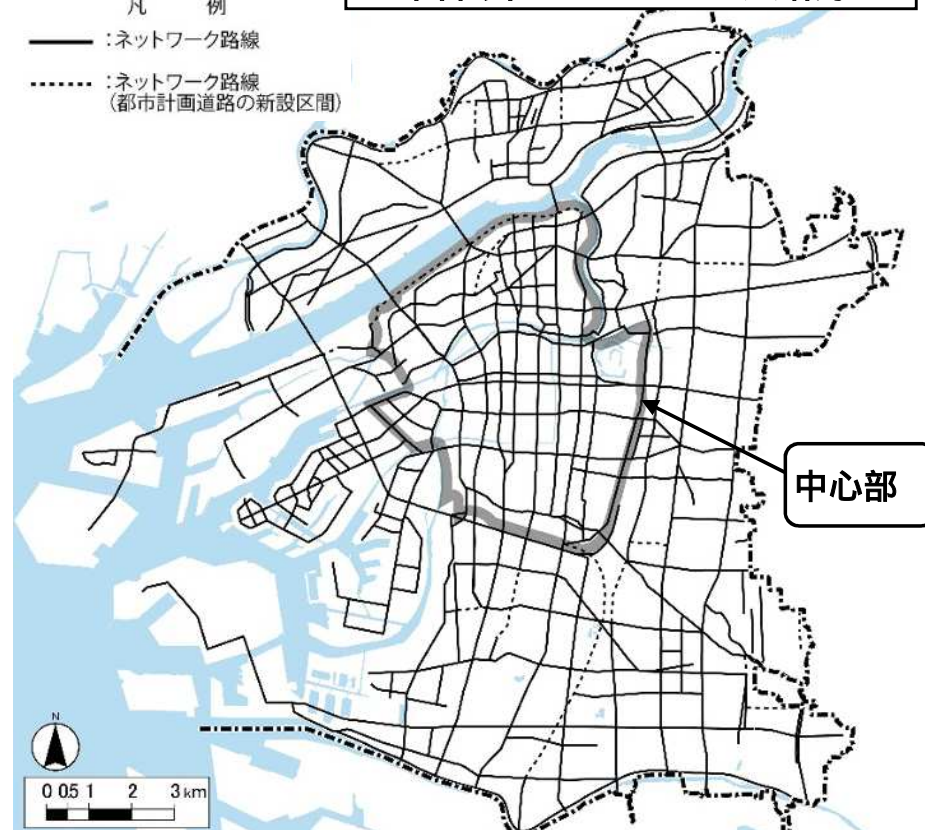 凡 例
:ネットワーク路線
:ネットワーク路線
(都市計画道路の新設区間)
中心部
N
0 0.5 1 2 3 km